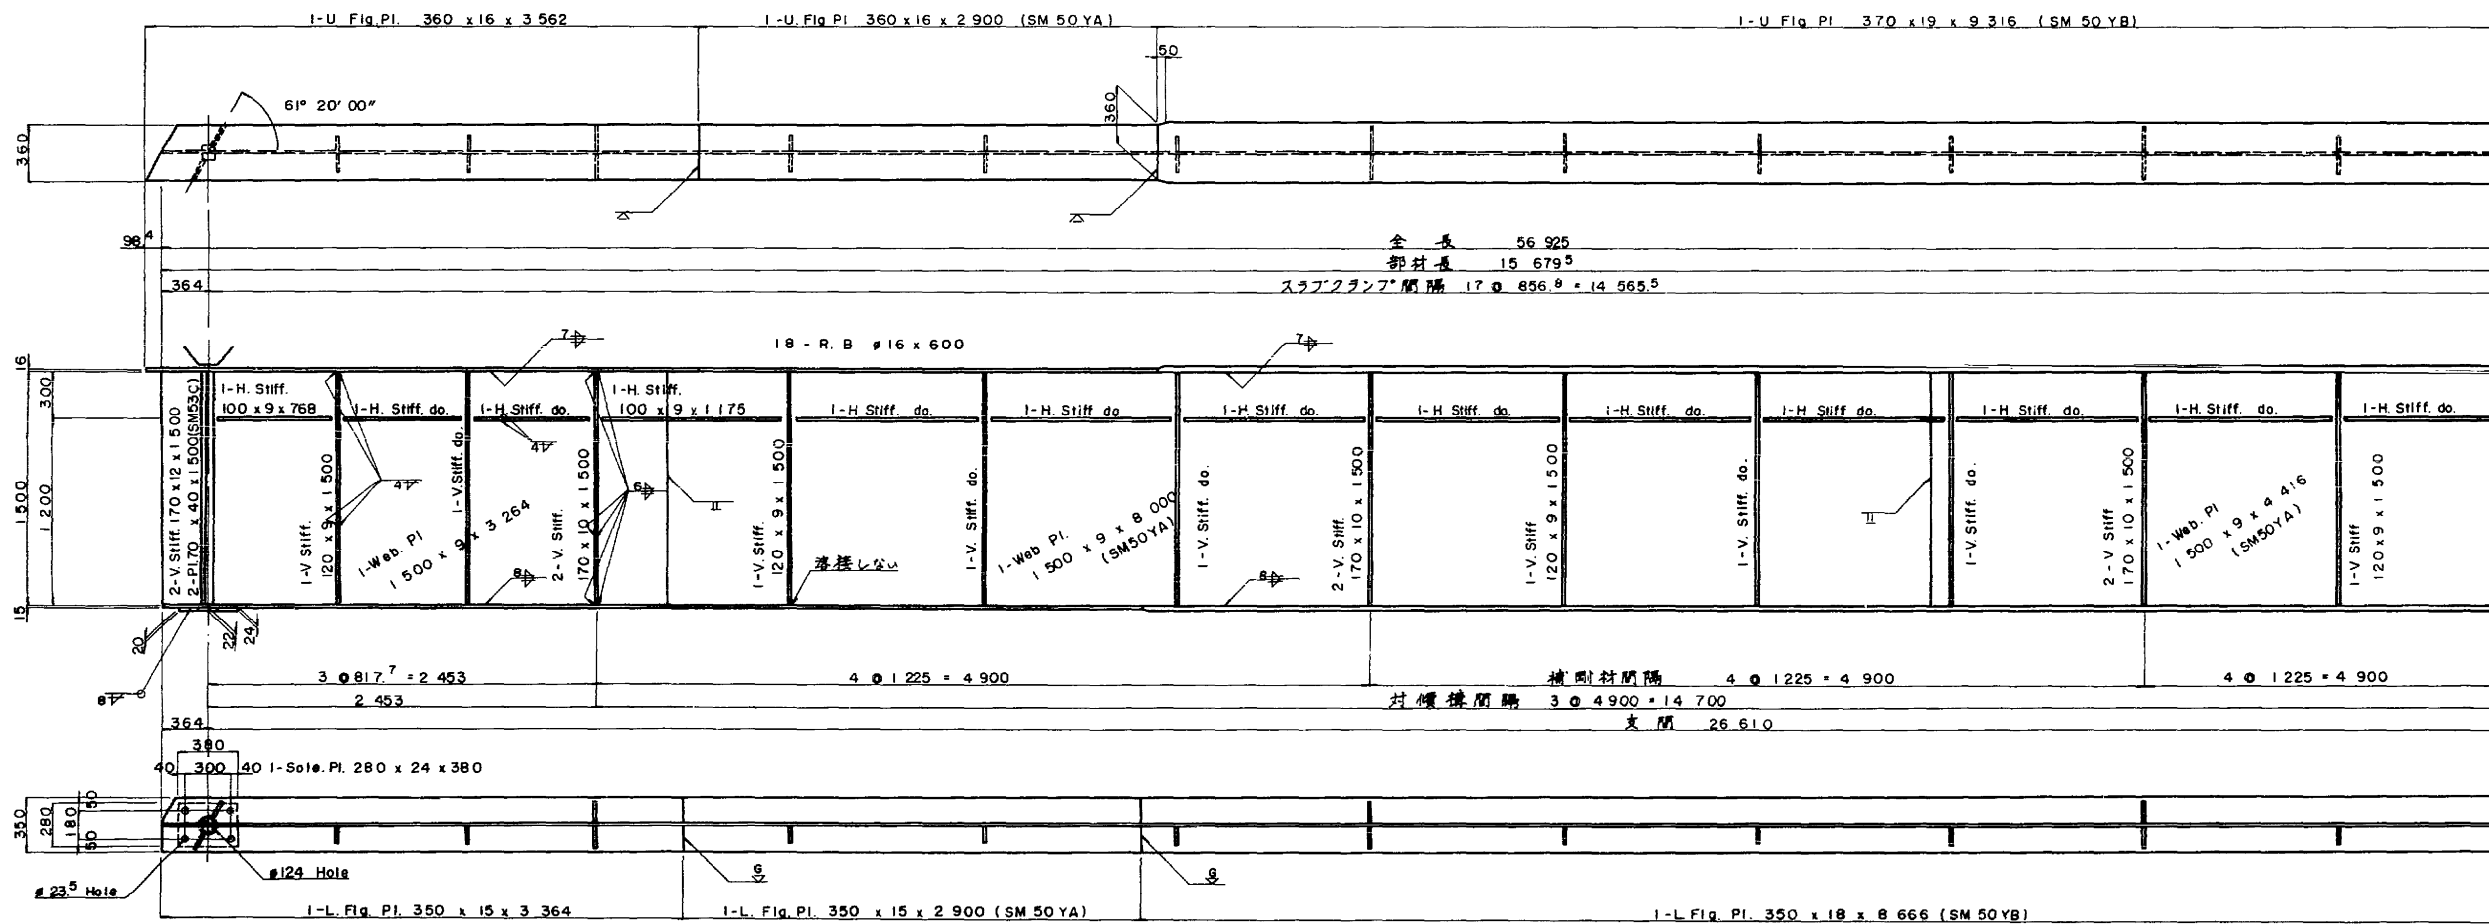 1-U Flg.Pl. 360 x 16 x 3 562
1-U. Flg Pl 360 x 16 x 2 900 (SM 50 YA)
1-U Flg Pl 370 x 19 x 9 316 (SM 50 YB)
50
61° 20′ 00″
360
360
98.4
全長 56 925
部材長 15 679⁵
364
スラブクランプ間隔 17 @ 856.⁸ = 14 565.⁵
7
7
18 - R. B ø16 x 600
16
300
1-H. Stiff.
100 x 9 x 768
1-H. Stiff. do.
1-H. Stiff. do.
1-H. Stiff.
100 x 9 x 1 175
1-H Stiff. do.
1-H. Stiff. do
1-H. Stiff. do.
1-H Stiff. do.
1-H. Stiff. do.
1-H Stiff do.
1-H. Stiff. do.
1-H. Stiff. do
1-H. Stiff. do.
4
4
6
1 500
1 200
15
2-V. Stiff. 170 x 12 x 1 500
2-Pl.170 x 40 x 1 500(SM53C)
1-V Stiff.
120 x 9 x 1 500
1-Web. Pl
1 500 x 9 x 3 264
1-V.Stiff. do.
2-V. Stiff.
170 x 10 x 1 500
1-V. Stiff.
120 x 9 x 1 500
溶接しない
1-V. Stiff. do.
1-Web Pl.
1 500 x 9 x 8 000
(SM50YA)
1-V. Stiff do.
2-V. Stiff.
170 x 10 x 1 500
1-V Stiff.
120 x 9 x 1 500
1-V. Stiff. do.
1-V. Stiff. do.
2-V Stiff
170 x 10 x 1 500
1-Web. Pl
1 500 x 9 x 4 416
(SM50YA)
1-V Stiff
120 x 9 x 1 500
8
8
20
22
24
8
3 @ 817.⁷ = 2 453
4 @ 1 225 = 4 900
補剛材間隔 4 @ 1 225 = 4 900
4 @ 1 225 = 4 900
2 453
対傾構間隔 3 @ 4 900 = 14 700
364
支間 26 610
380
40 300 40
1-Sole. Pl. 280 x 24 x 380
350
280
180
50
50
ø124 Hole
ø 23⁵ Hole
G
G
1-L. Flg. Pl. 350 x 15 x 3 364
1-L. Flg. Pl. 350 x 15 x 2 900 (SM 50 YA)
1-L Flg. Pl. 350 x 18 x 8 666 (SM 50 YB)